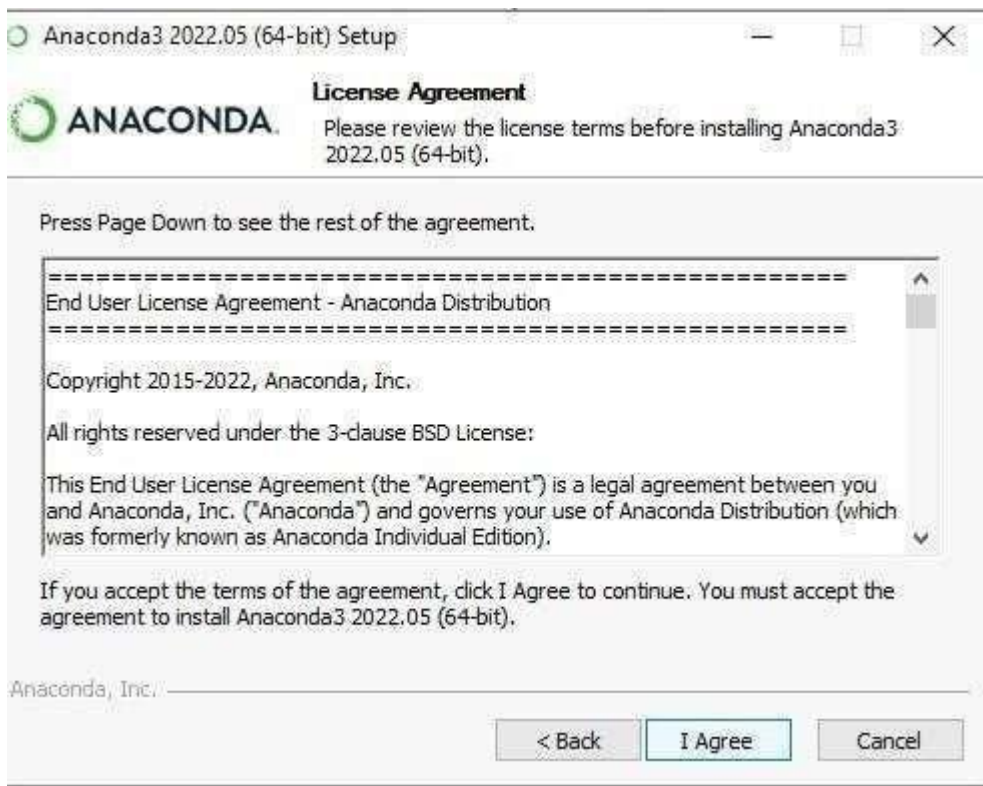 Anaconda3 2022.05 (64-bit) Setup
ANACONDA.
License Agreement
Please review the license terms before installing Anaconda3
2022.05 (64-bit).
Press Page Down to see the rest of the agreement.
==================================================
End User License Agreement - Anaconda Distribution
==================================================
Copyright 2015-2022, Anaconda, Inc.
All rights reserved under the 3-clause BSD License:
This End User License Agreement (the "Agreement") is a legal agreement between you
and Anaconda, Inc. ("Anaconda") and governs your use of Anaconda Distribution (which
was formerly known as Anaconda Individual Edition).
If you accept the terms of the agreement, click I Agree to continue. You must accept the
agreement to install Anaconda3 2022.05 (64-bit).
Anaconda, Inc.
< Back
I Agree
Cancel